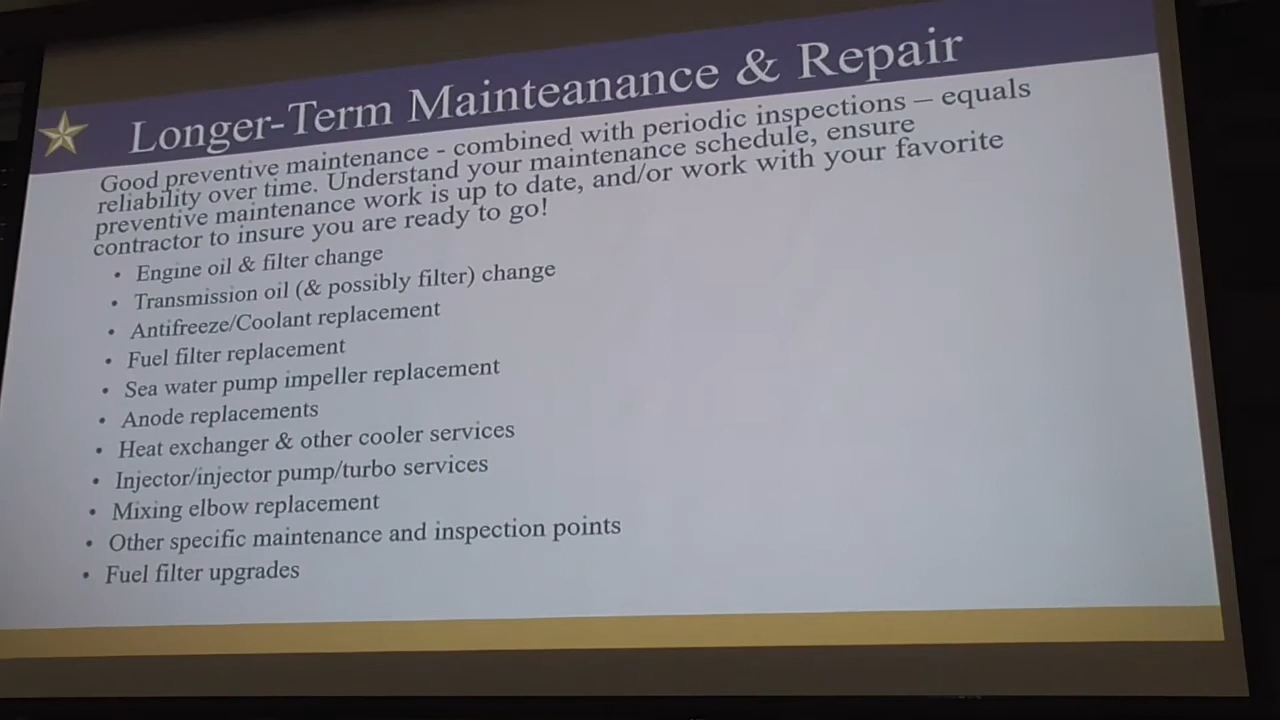 Longer-Term Mainteanance & Repair
Good preventive maintenance - combined with periodic inspections – equals
reliability over time. Understand your maintenance schedule, ensure
preventive maintenance work is up to date, and/or work with your favorite
contractor to insure you are ready to go!
• Engine oil & filter change
• Transmission oil (& possibly filter) change
• Antifreeze/Coolant replacement
• Fuel filter replacement
• Sea water pump impeller replacement
• Anode replacements
• Heat exchanger & other cooler services
• Injector/injector pump/turbo services
• Mixing elbow replacement
• Other specific maintenance and inspection points
• Fuel filter upgrades